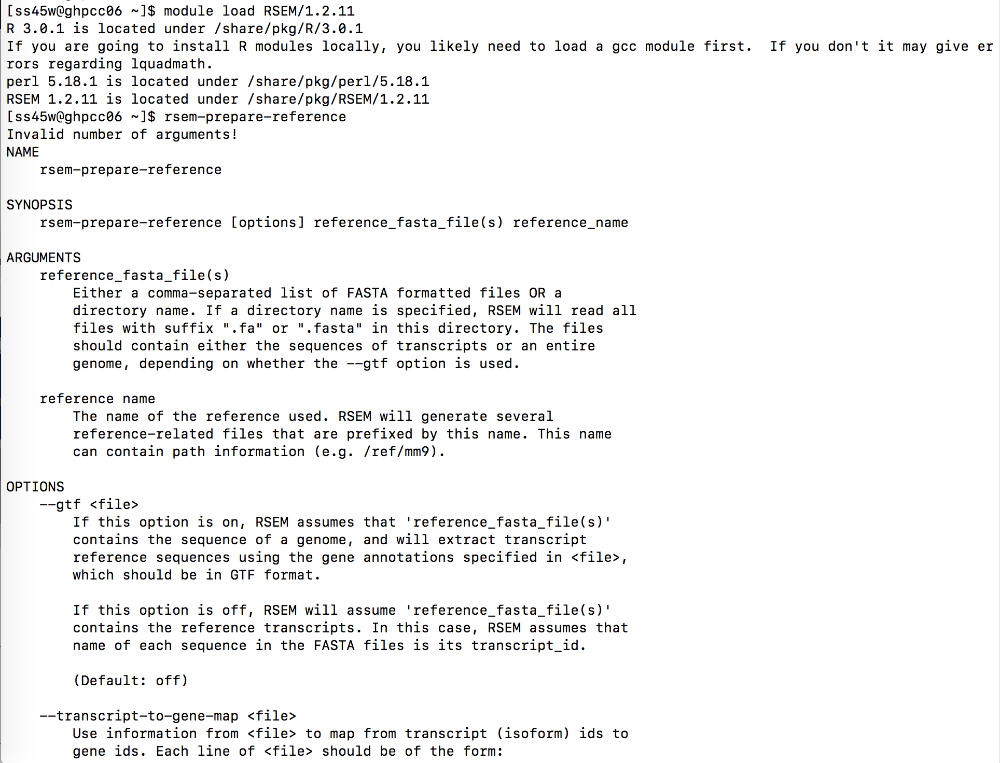 [ss45w@ghpcc06 ~]$ module load RSEM/1.2.11
R 3.0.1 is located under /share/pkg/R/3.0.1
If you are going to install R modules locally, you likely need to load a gcc module first.  If you don't it may give er
rors regarding lquadmath.
perl 5.18.1 is located under /share/pkg/perl/5.18.1
RSEM 1.2.11 is located under /share/pkg/RSEM/1.2.11
[ss45w@ghpcc06 ~]$ rsem-prepare-reference
Invalid number of arguments!
NAME
    rsem-prepare-reference

SYNOPSIS
    rsem-prepare-reference [options] reference_fasta_file(s) reference_name

ARGUMENTS
    reference_fasta_file(s)
        Either a comma-separated list of FASTA formatted files OR a
        directory name. If a directory name is specified, RSEM will read all
        files with suffix ".fa" or ".fasta" in this directory. The files
        should contain either the sequences of transcripts or an entire
        genome, depending on whether the --gtf option is used.

    reference name
        The name of the reference used. RSEM will generate several
        reference-related files that are prefixed by this name. This name
        can contain path information (e.g. /ref/mm9).

OPTIONS
    --gtf <file>
        If this option is on, RSEM assumes that 'reference_fasta_file(s)'
        contains the sequence of a genome, and will extract transcript
        reference sequences using the gene annotations specified in <file>,
        which should be in GTF format.

        If this option is off, RSEM will assume 'reference_fasta_file(s)'
        contains the reference transcripts. In this case, RSEM assumes that
        name of each sequence in the FASTA files is its transcript_id.

        (Default: off)

    --transcript-to-gene-map <file>
        Use information from <file> to map from transcript (isoform) ids to
        gene ids. Each line of <file> should be of the form: